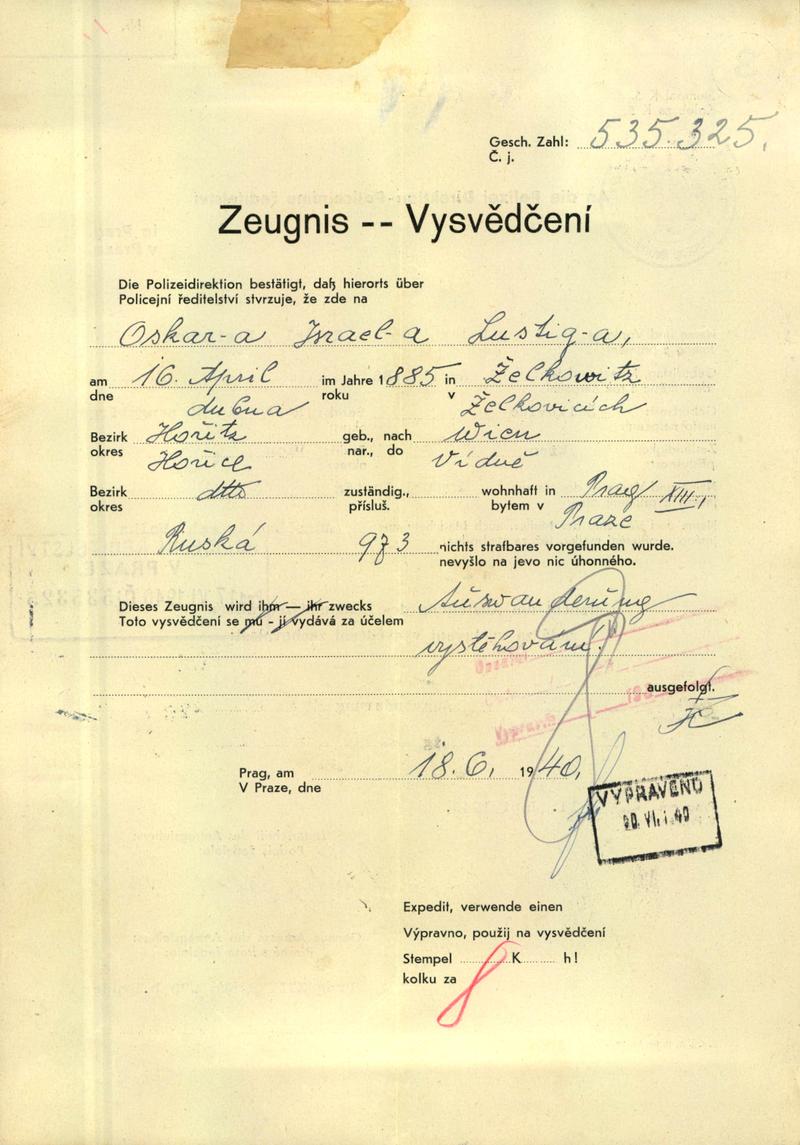 Gesch. Zahl: 535.325.
Č. j.
Zeugnis -- Vysvědčení
Die Polizeidirektion bestätigt, daß hierorts über
Policejní ředitelství stvrzuje, že zde na
Oskar-a Israel-a Lustig-a,
am 16. April im Jahre 1885 in Želkowitz
dne dubna roku v Želkovicích
Bezirk Hořitz geb., nach Wien
okres Hořice nar., do Vídně
Bezirk dtto zuständig., wohnhaft in Prag XIII,
okres přísluš. bytem v Praze
Ruská 973 nichts strafbares vorgefunden wurde.
nevyšlo na jevo nic úhonného.
Dieses Zeugnis wird ihm — ihr zwecks Auswanderung
Toto vysvědčení se mu - jí vydává za účelem
vystěhování.
ausgefolgt.
Prag, am 18.6. 1940.
V Praze, dne
VYPRAVENO
20. VI. 40
Expedit, verwende einen
Výpravno, použij na vysvědčení
Stempel K h!
kolku za 8